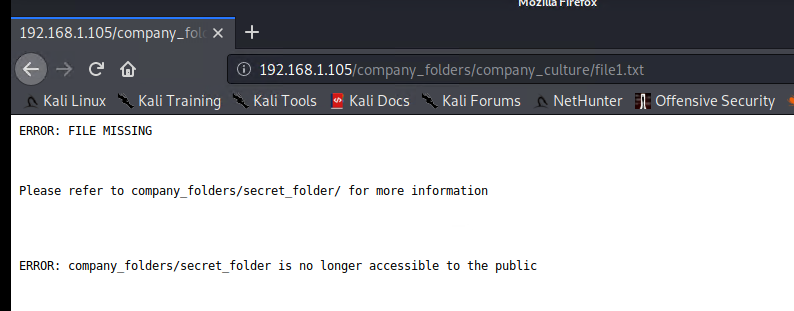 Mozilla Firefox
192.168.1.105/company_fol
192.168.1.105/company_folders/company_culture/file1.txt
Kali Linux Kali Training Kali Tools Kali Docs Kali Forums NetHunter Offensive Security
ERROR: FILE MISSING
Please refer to company_folders/secret_folder/ for more information
ERROR: company_folders/secret_folder is no longer accessible to the public